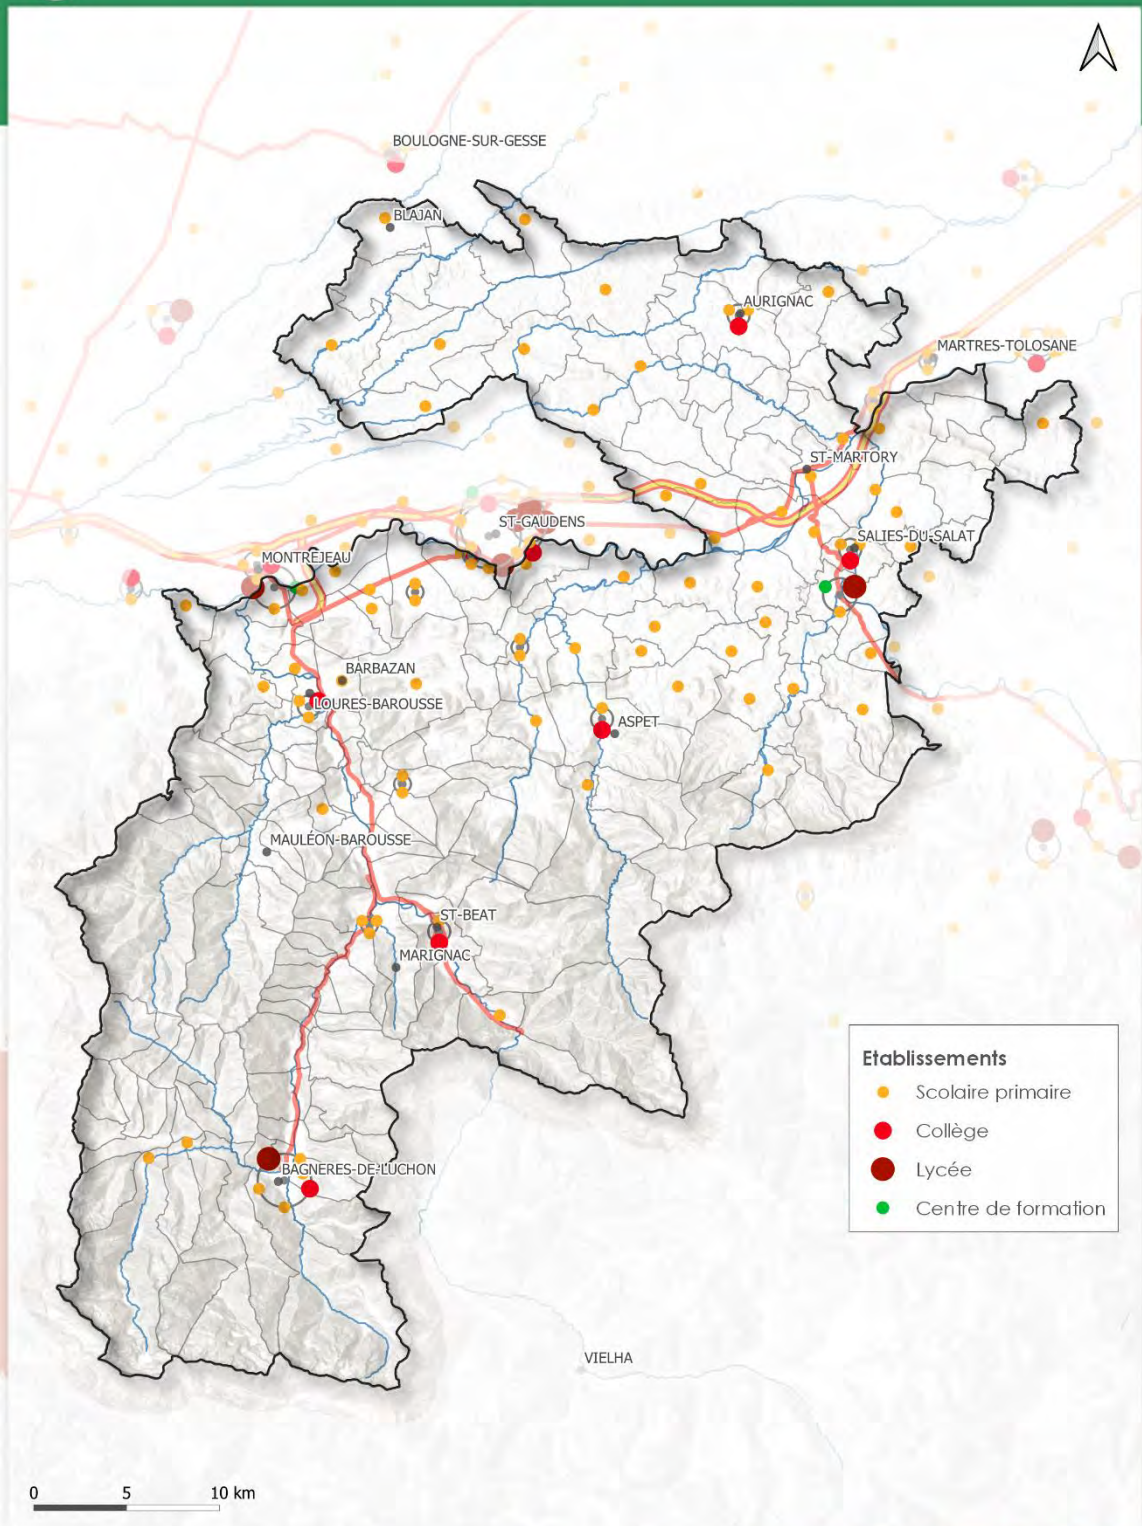 BOULOGNE-SUR-GESSE
BLAJAN
AURIGNAC
MARTRES-TOLOSANE
ST-MARTORY
ST-GAUDENS
SALIES-DU-SALAT
MONTREJEAU
BARBAZAN
LOURES-BAROUSSE
ASPET
MAULÉON-BAROUSSE
ST-BEAT
MARIGNAC
Etablissements
Scolaire primaire
Collège
Lycée
Centre de formation
BAGNERES-DE-LUCHON
VIELHA
0 5 10 km